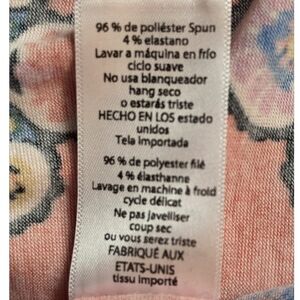 96 % de poliéster Spun
4 % elastano
Lavar a máquina en frío
ciclo suave
No usa blanqueador
hang seco
o estarás triste
HECHO EN LOS estado
unidos
Tela importada
96 % de polyester filé
4 % élasthanne
Lavage en machine à froid
cycle délicat
Ne pas javelliser
coup sec
ou vous serez triste
FABRIQUÉ AUX
ETATS-UNIS
tissu importé